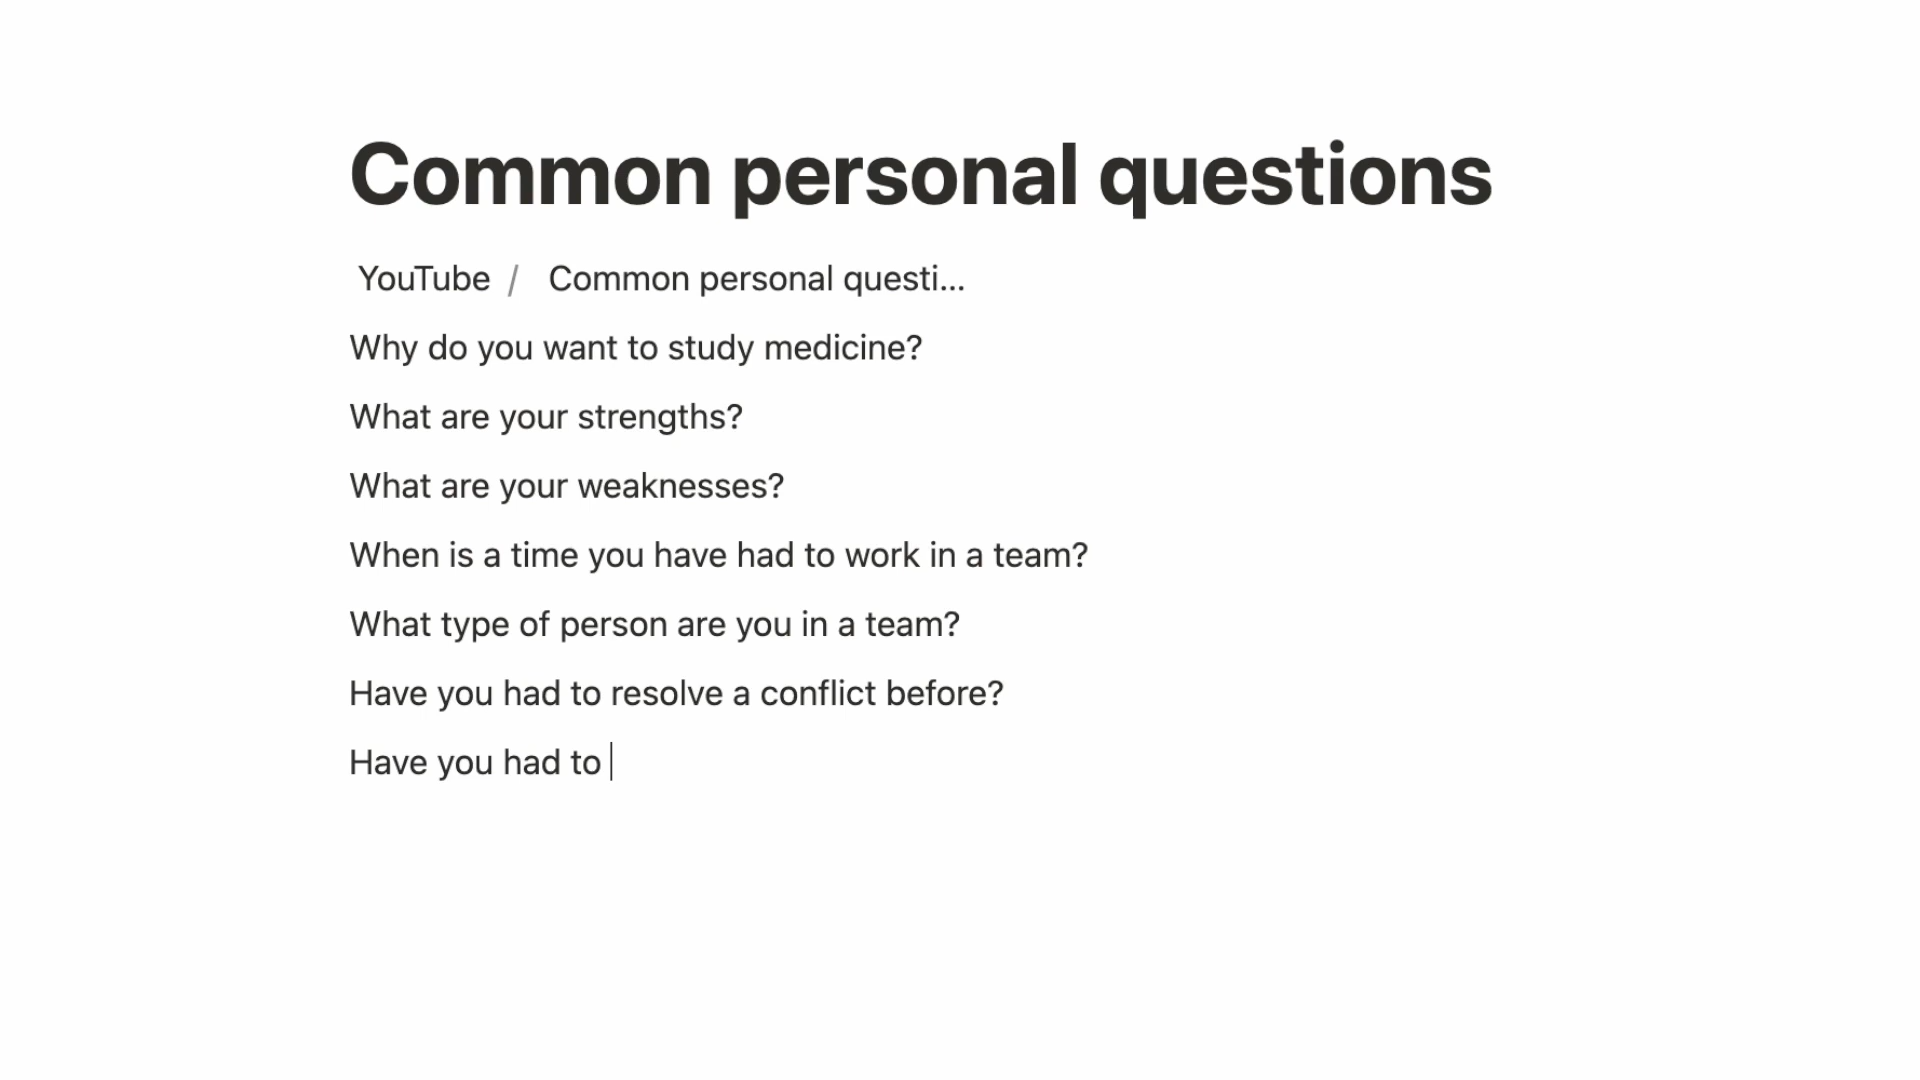 Common personal questions
YouTube / Common personal questi...
Why do you want to study medicine?
What are your strengths?
What are your weaknesses?
When is a time you have had to work in a team?
What type of person are you in a team?
Have you had to resolve a conflict before?
Have you had to